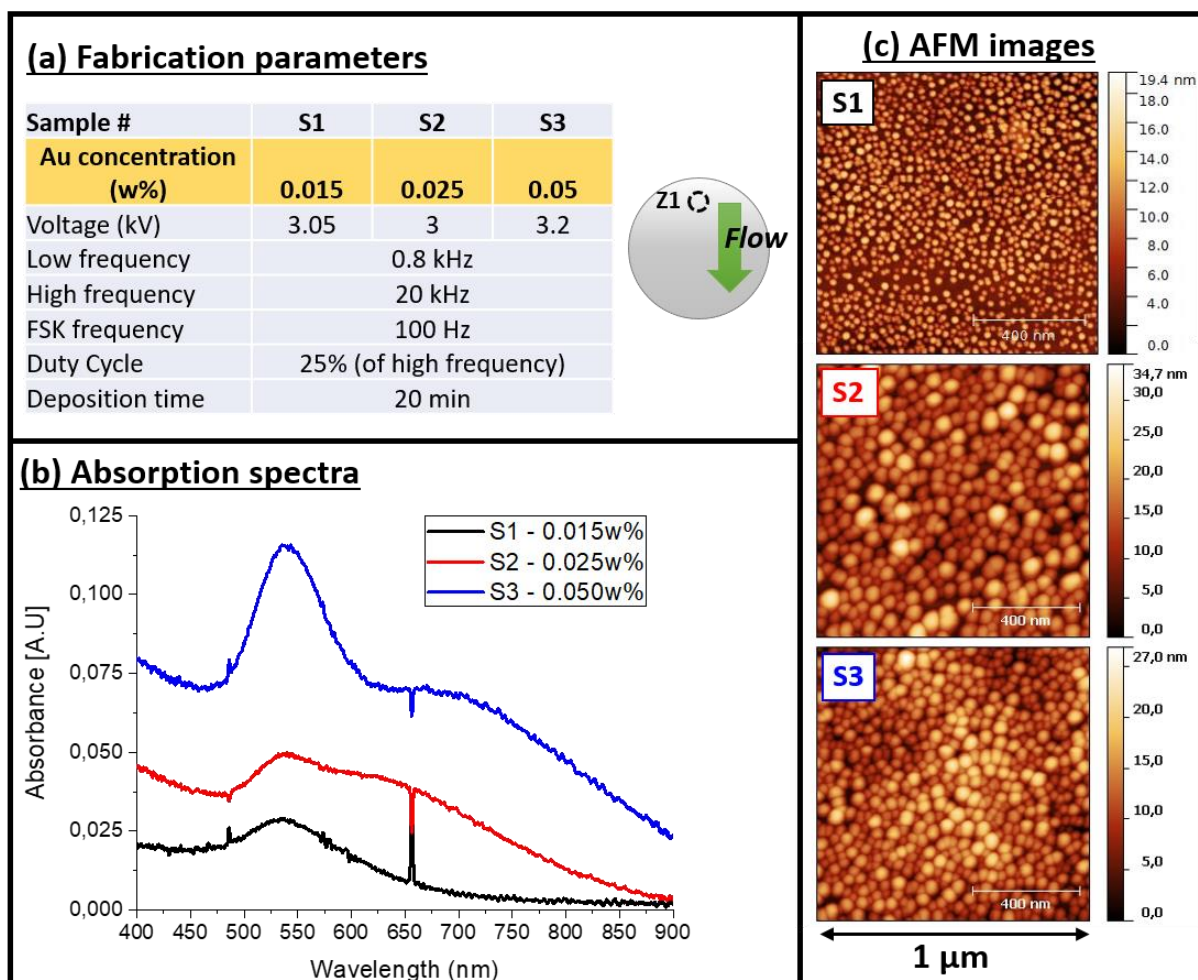 (a) Fabrication parameters
Sample # S1 S2 S3
Au concentration
(w%) 0.015 0.025 0.05
Voltage (kV) 3.05 3 3.2
Low frequency 0.8 kHz
High frequency 20 kHz
FSK frequency 100 Hz
Duty Cycle 25% (of high frequency)
Deposition time 20 min
Z1
Flow
(b) Absorption spectra
0,125
0,100
0,075
0,050
0,025
0,000
Absorbance [A.U]
S1 - 0.015w%
S2 - 0.025w%
S3 - 0.050w%
400 450 500 550 600 650 700 750 800 850 900
Wavelength (nm)
(c) AFM images
S1
400 nm
19.4 nm
18.0
16.0
14.0
12.0
10.0
8.0
6.0
4.0
0.0
S2
400 nm
34,7 nm
30,0
25,0
20,0
15,0
10,0
5,0
0,0
S3
400 nm
27,0 nm
20,0
15,0
10,0
5,0
0,0
1 µm